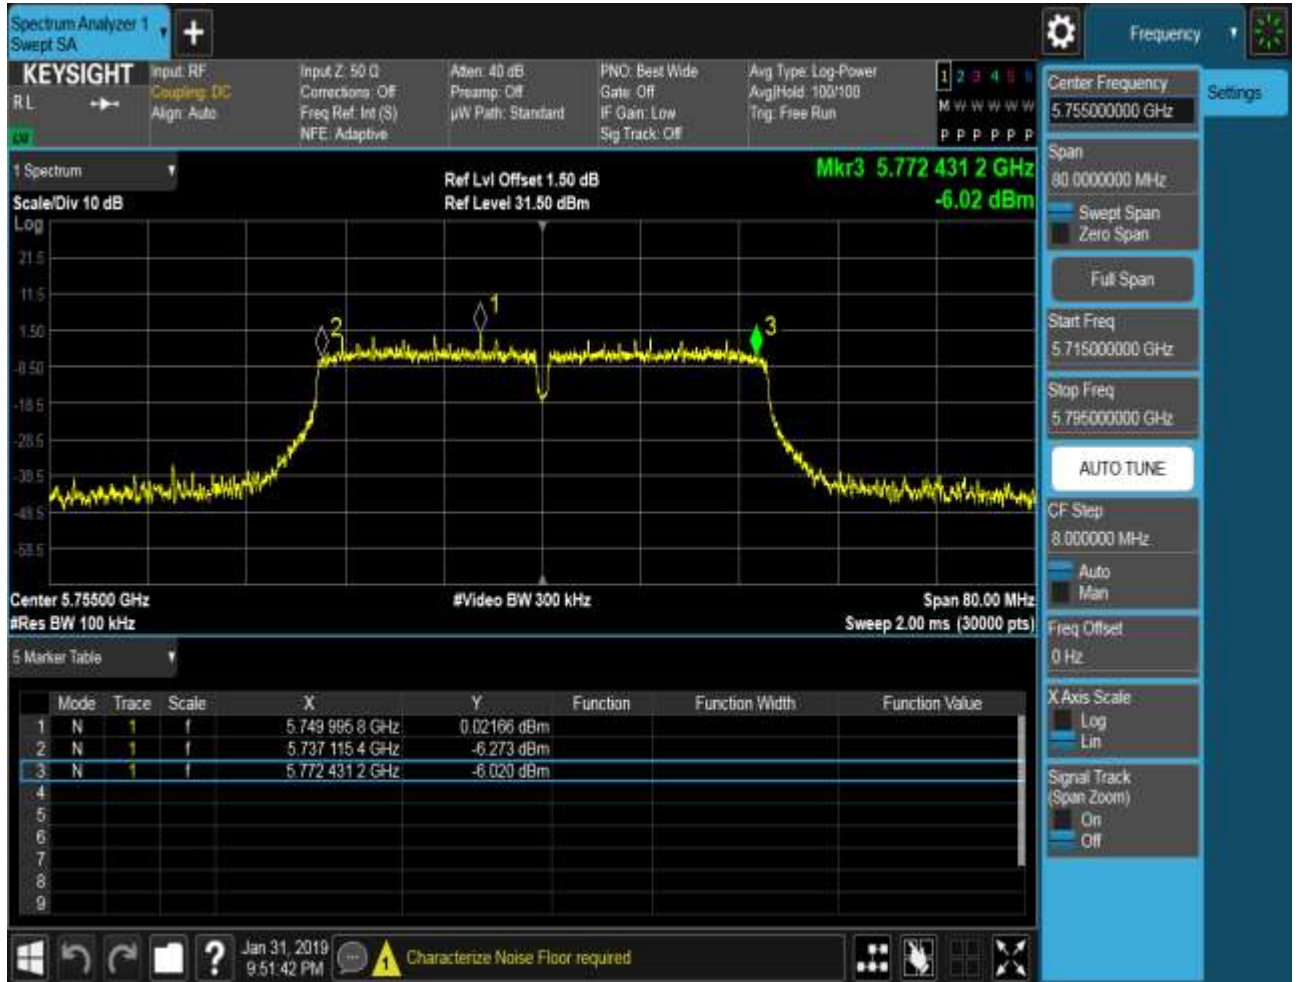 Spectrum Analyzer 1
Swept SA
Frequency
KEYSIGHT
RL
Input: RF
Coupling: DC
Align: Auto
Input Z: 50 Ω
Corrections: Off
Freq Ref: Int (S)
NFE: Adaptive
Atten: 40 dB
Preamp: Off
µW Path: Standard
PNO: Best Wide
Gate: Off
IF Gain: Low
Sig Track: Off
Avg Type: Log-Power
Avg|Hold: 100/100
Trig: Free Run
1 2 3 4 5 6
M W W W W W
P P P P P P
1 Spectrum
Scale/Div 10 dB
Ref Lvl Offset 1.50 dB
Ref Level 31.50 dBm
Mkr3 5.772 431 2 GHz
-6.02 dBm
Log
21.5
11.5
1.50
-8.50
-18.5
-28.5
-38.5
-48.5
-58.5
1
2
3
Center 5.75500 GHz
#Res BW 100 kHz
#Video BW 300 kHz
Span 80.00 MHz
Sweep 2.00 ms (30000 pts)
5 Marker Table
Mode Trace Scale X Y Function Function Width Function Value
1 N 1 f 5.749 995 8 GHz 0.02166 dBm
2 N 1 f 5.737 115 4 GHz -6.273 dBm
3 N 1 f 5.772 431 2 GHz -6.020 dBm
4
5
6
7
8
9
Jan 31, 2019
9:51:42 PM
1
Characterize Noise Floor required
Settings
Center Frequency
5.755000000 GHz
Span
80.0000000 MHz
Swept Span
Zero Span
Full Span
Start Freq
5.715000000 GHz
Stop Freq
5.795000000 GHz
AUTO TUNE
CF Step
8.000000 MHz
Auto
Man
Freq Offset
0 Hz
X Axis Scale
Log
Lin
Signal Track
(Span Zoom)
On
Off